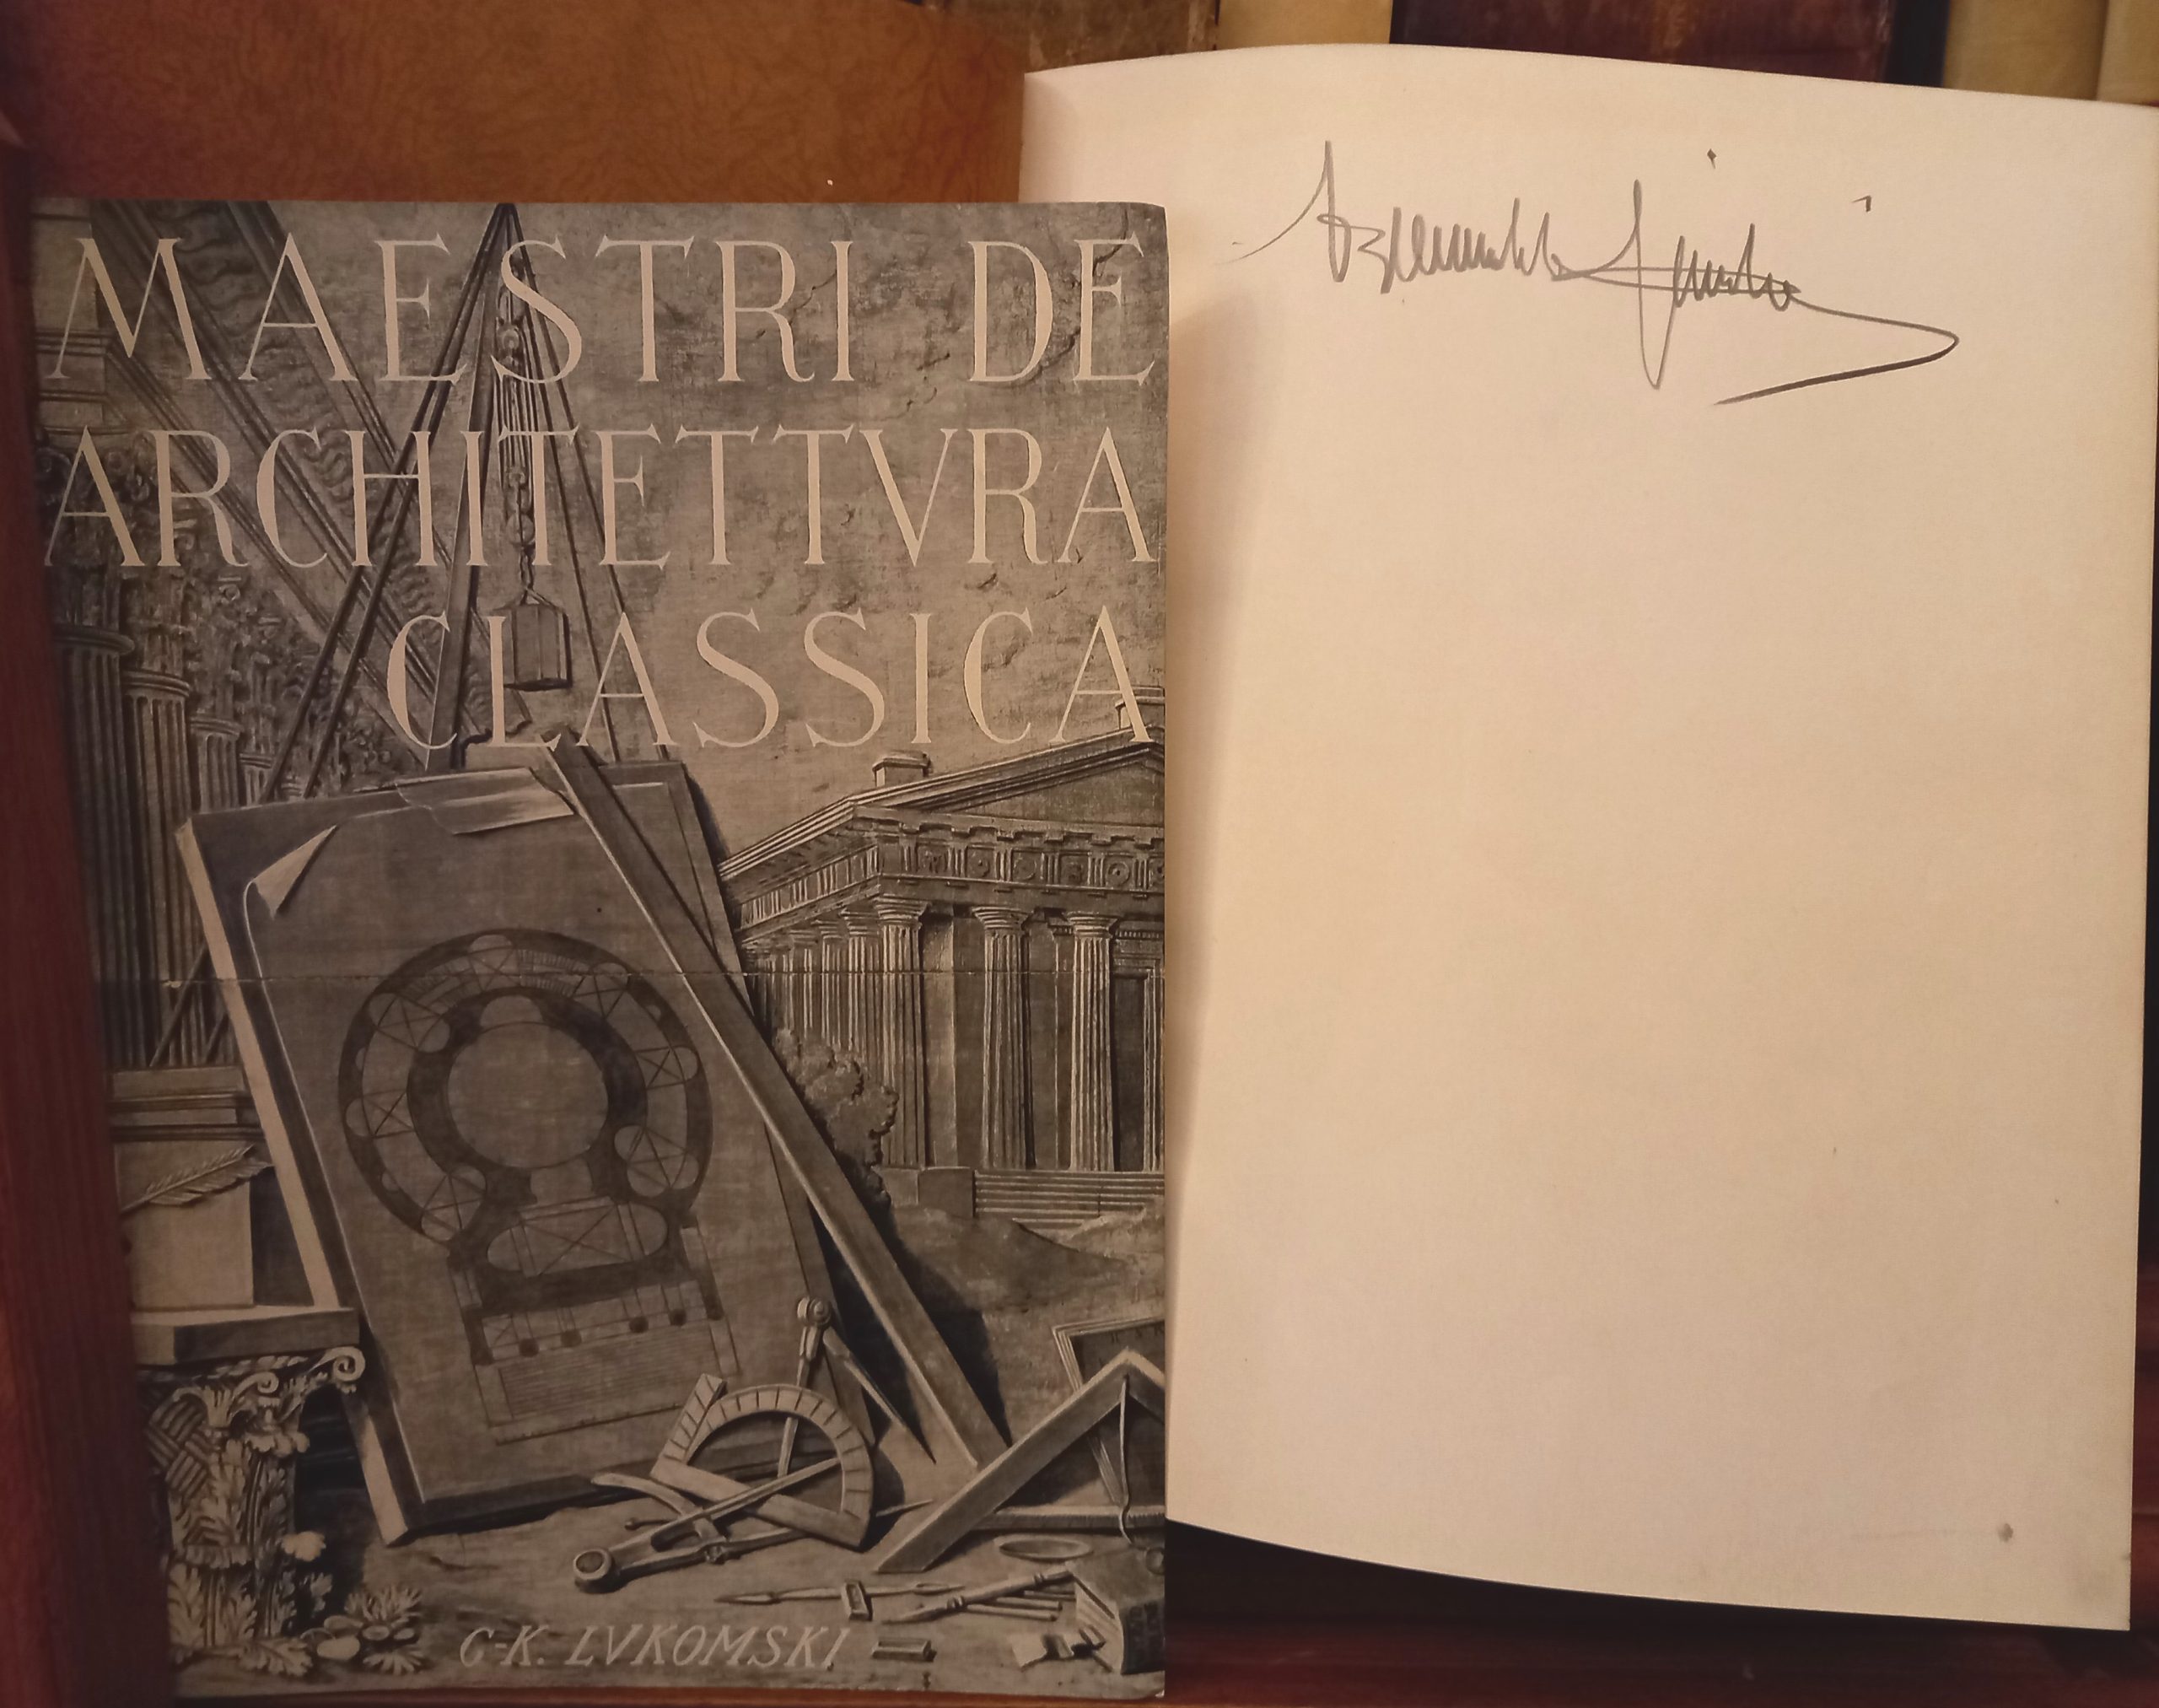 MAESTRI DE
ARCHITETTVRA
CLASSICA
C-K. LVKOMSKI